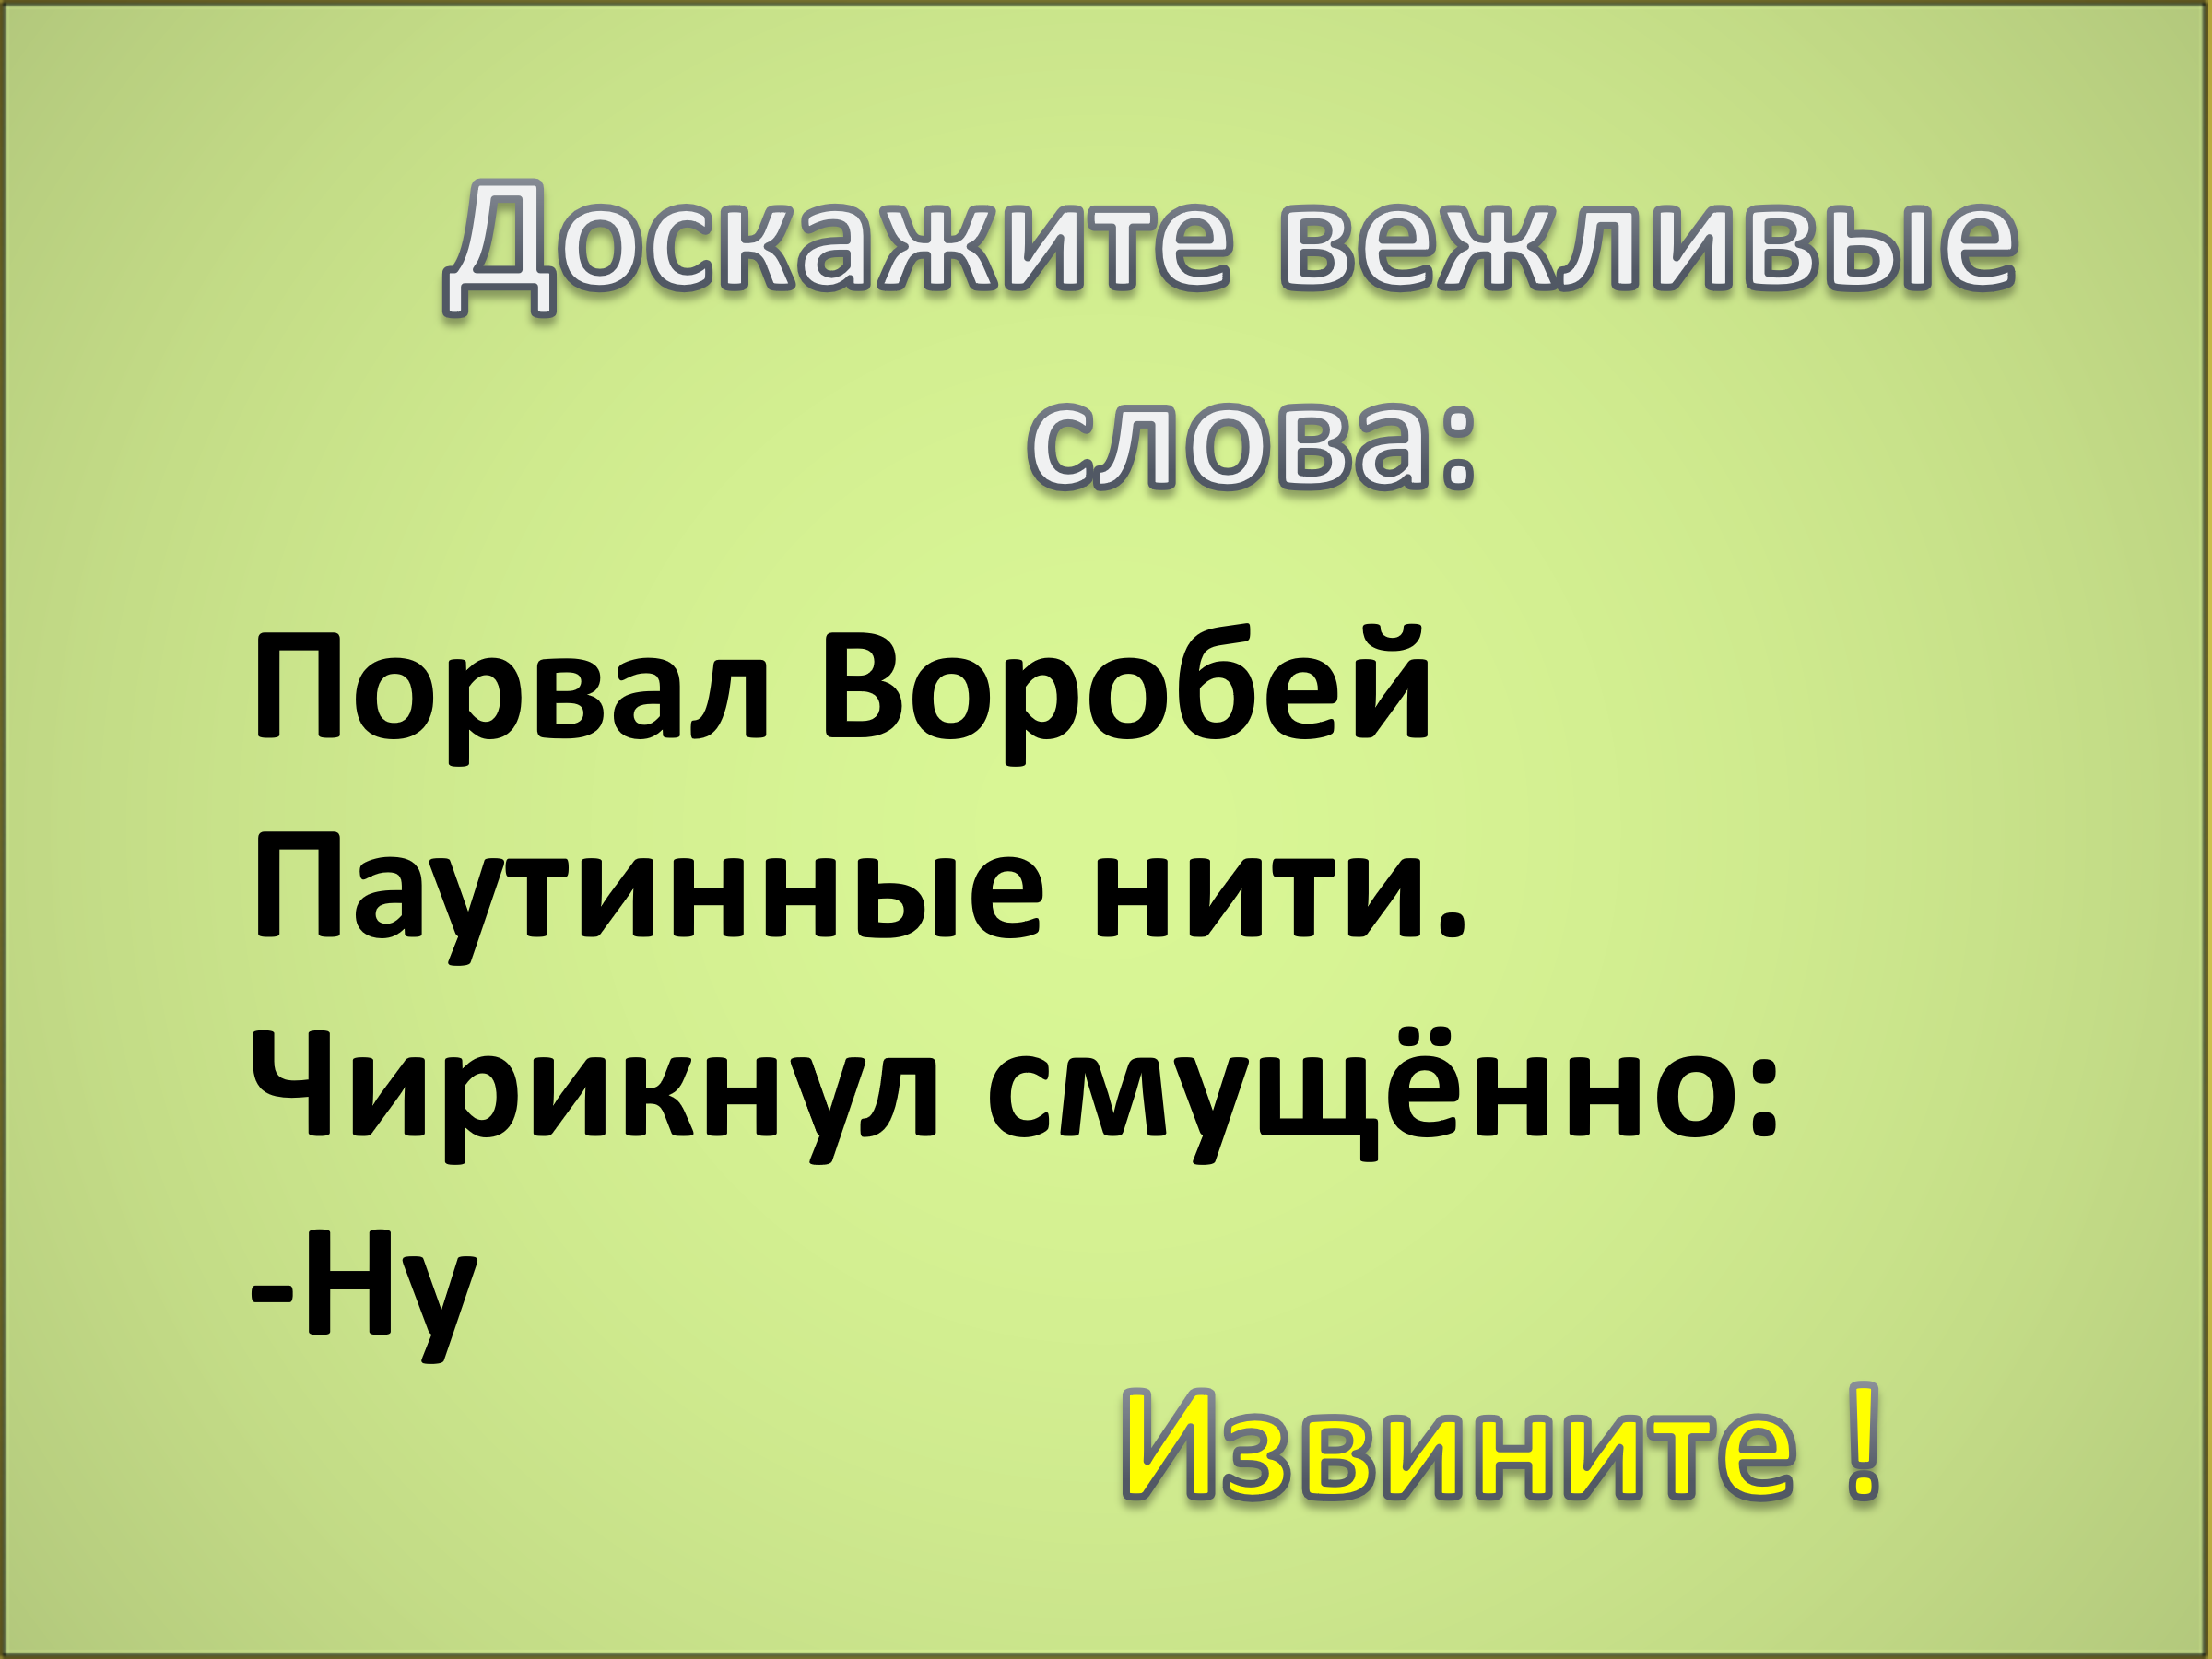 Доскажите вежливые
слова:
Порвал Воробей
Паутинные нити.
Чирикнул смущённо:
-Ну
Извините !